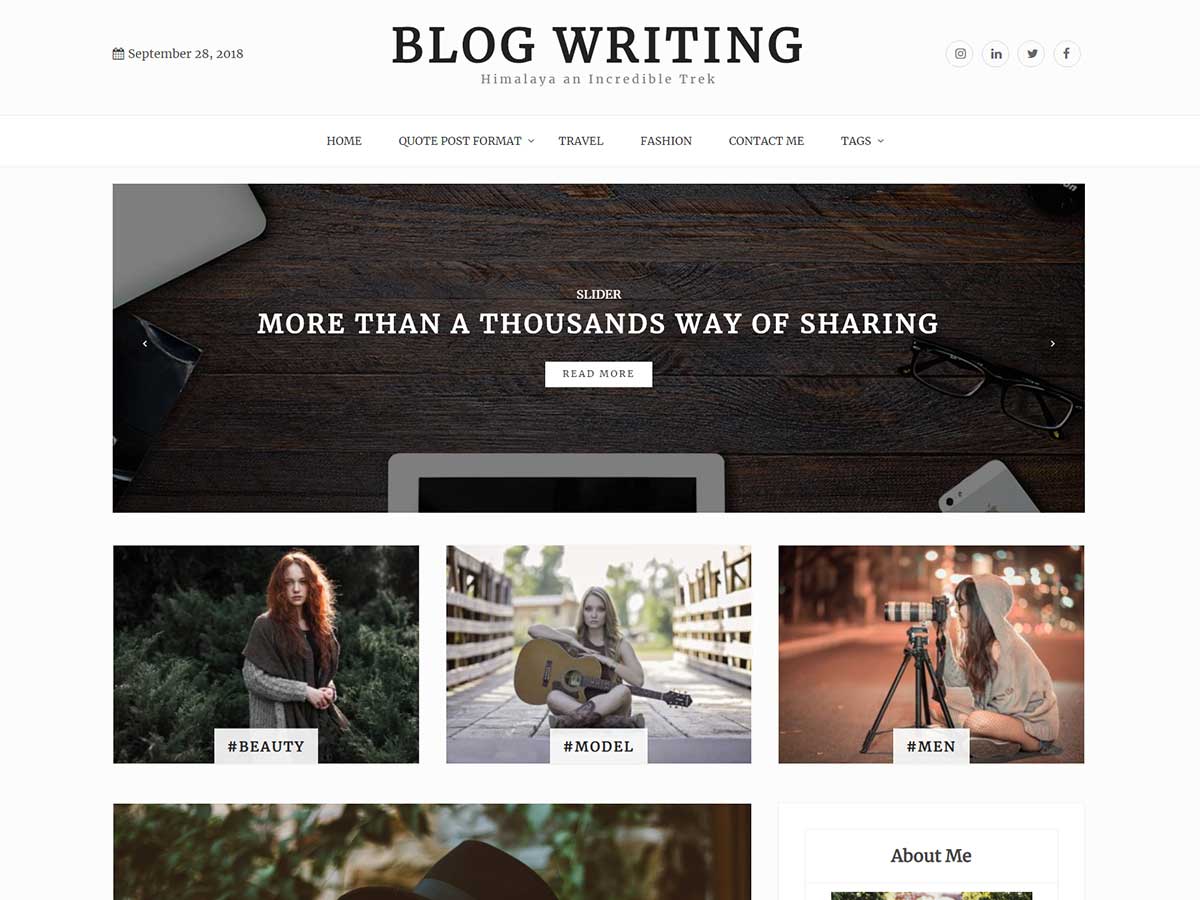 September 28, 2018
BLOG WRITING
Himalaya an Incredible Trek
HOME QUOTE POST FORMAT TRAVEL FASHION CONTACT ME TAGS
SLIDER
MORE THAN A THOUSANDS WAY OF SHARING
READ MORE
#BEAUTY
#MODEL
#MEN
About Me